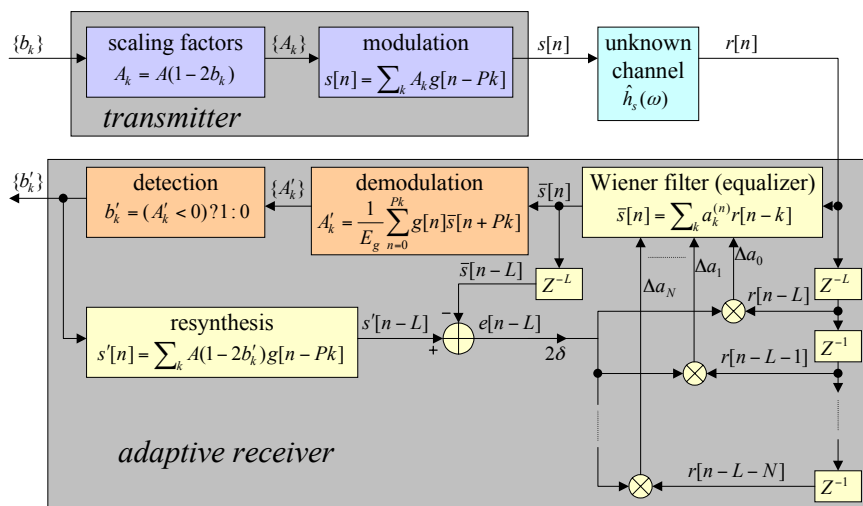 {b_k}
scaling factors
A_k = A(1−2b_k)
{A_k}
modulation
s[n] = ∑_k A_k g[n−Pk]
s[n]
unknown
channel
ĥ_s(ω)
r[n]
transmitter
{b′_k}
detection
b′_k = (A′_k < 0) ? 1 : 0
{A′_k}
demodulation
A′_k = 1/E_g ∑_{n=0}^{Pk} g[n] s̄[n+Pk]
s̄[n]
Wiener filter (equalizer)
s̄[n] = ∑_k a_k^{(n)} r[n−k]
s̄[n−L]
Z^{−L}
Δa_N
Δa_1
Δa_0
Z^{−L}
r[n−L]
resynthesis
s′[n] = ∑_k A(1−2b′_k)g[n−Pk]
s′[n−L]
−
+
e[n−L]
2δ
Z^{−1}
r[n−L−1]
adaptive receiver
r[n−L−N]
Z^{−1}